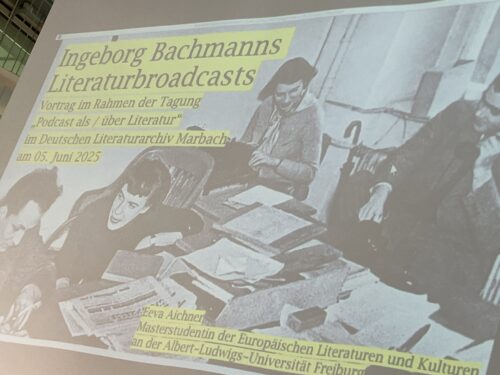 Ingeborg Bachmanns
Literaturbroadcasts
Vortrag im Rahmen der Tagung
„Podcast als / über Literatur“
im Deutschen Literaturarchiv Marbach
am 05. Juni 2025
Eeva Aichner
Masterstudentin der Europäischen Literaturen und Kulturen
an der Albert-Ludwigs-Universität Freiburg